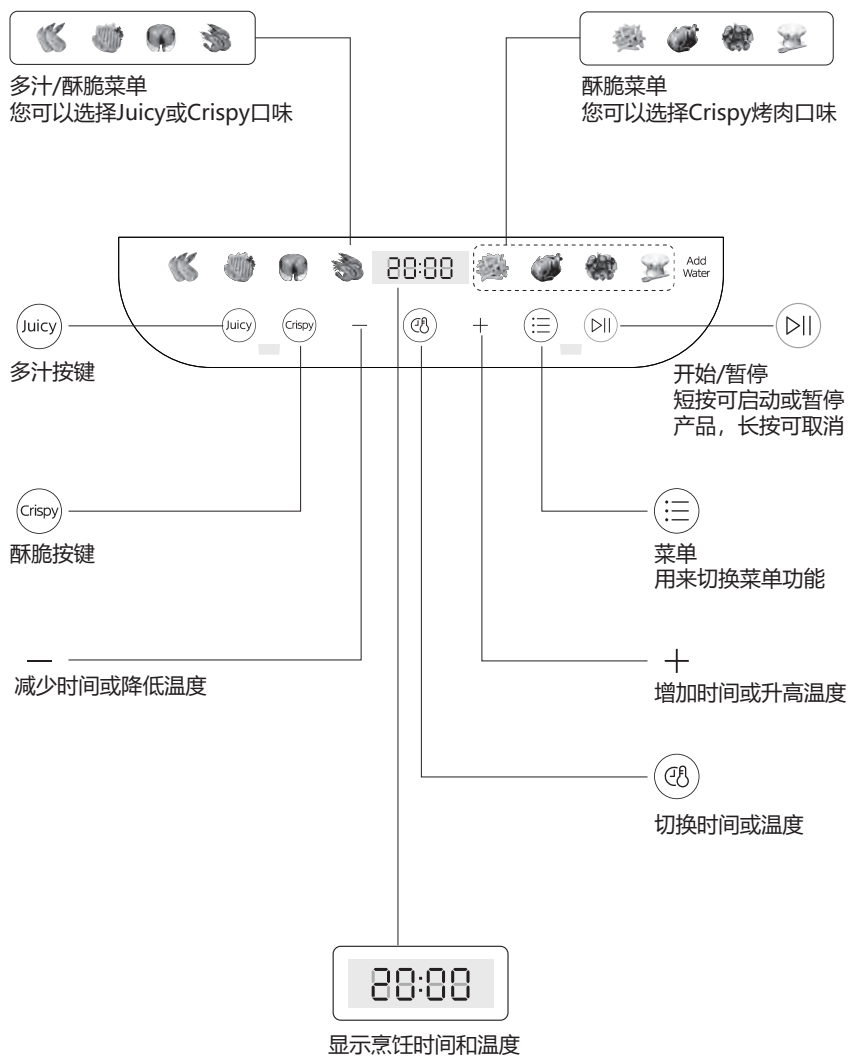 多汁/酥脆菜单
您可以选择Juicy或Crispy口味
酥脆菜单
您可以选择Crispy烤肉口味
20:00
Add
Water
Juicy
Juicy
Crispy
多汁按键
开始/暂停
短按可启动或暂停
产品，长按可取消
Crispy
酥脆按键
菜单
用来切换菜单功能
减少时间或降低温度
增加时间或升高温度
切换时间或温度
20:00
显示烹饪时间和温度